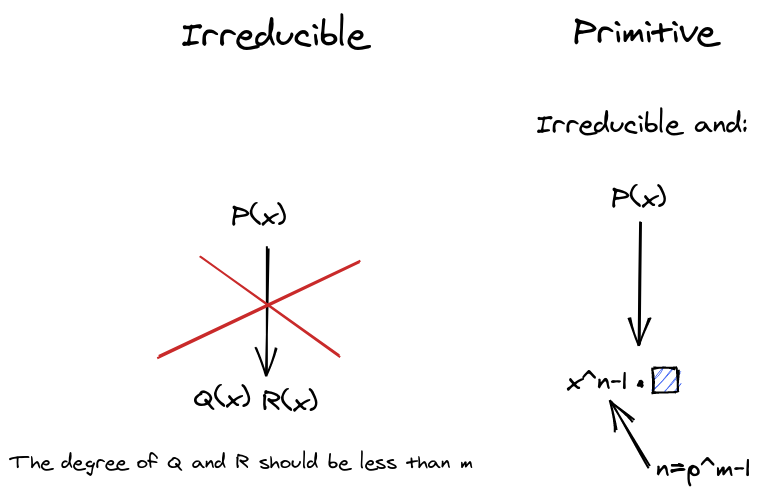 Irreducible
Primitive
Irreducible and:
P(x)
P(x)
x^n-1 .
Q(x) R(x)
The degree of Q and R should be less than m
n=p^m-1